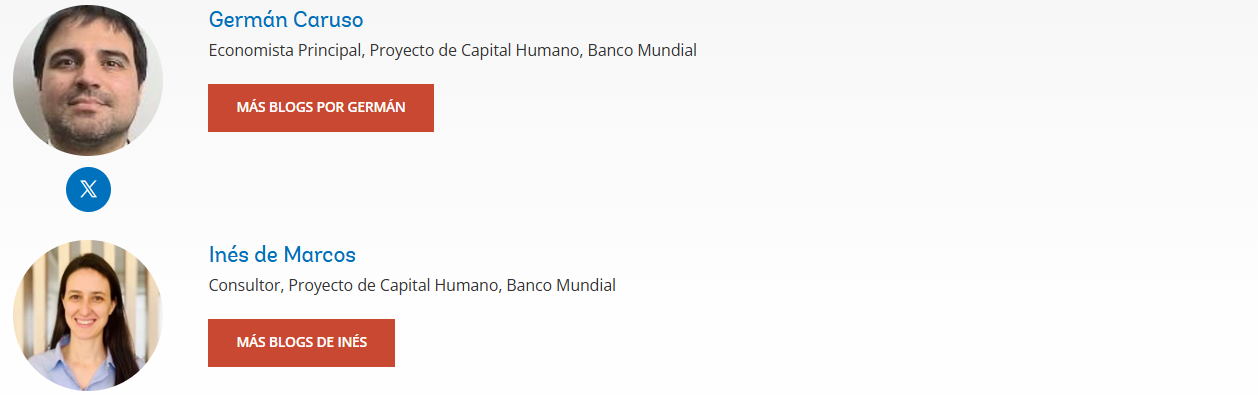 Germán Caruso
Economista Principal, Proyecto de Capital Humano, Banco Mundial
MÁS BLOGS POR GERMÁN
Inés de Marcos
Consultor, Proyecto de Capital Humano, Banco Mundial
MÁS BLOGS DE INÉS